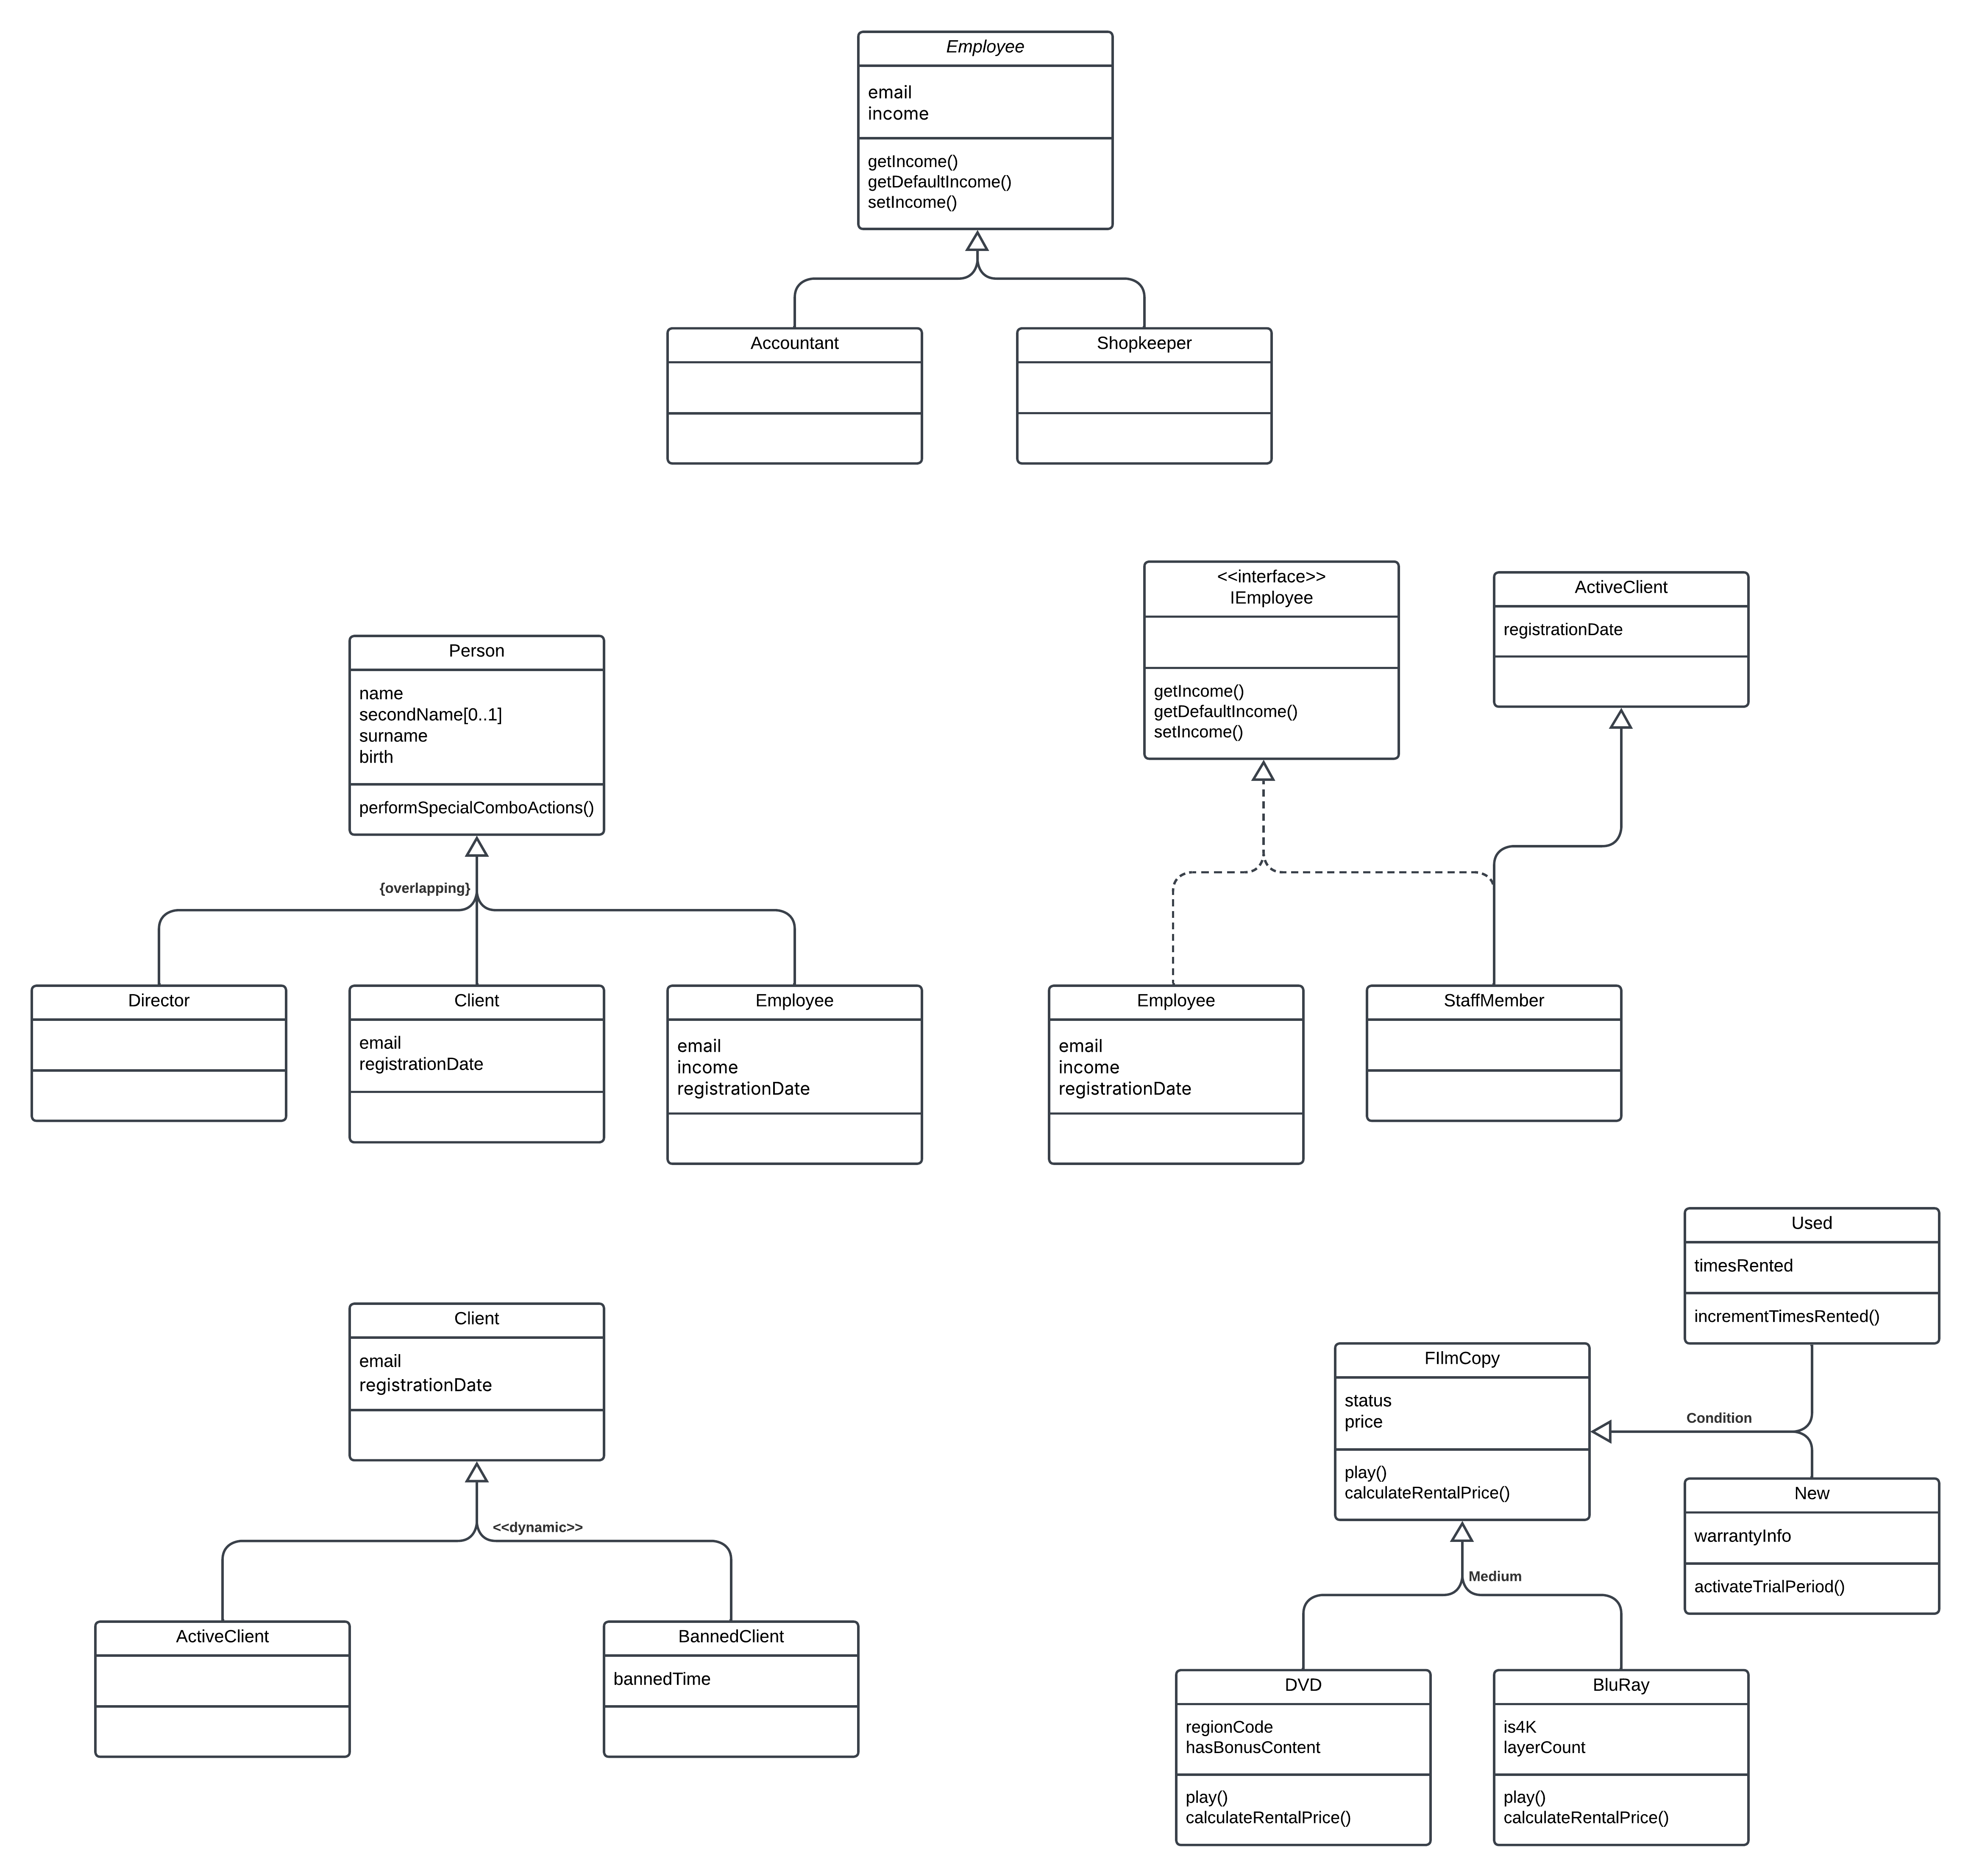 Employee
email
income
getIncome()
getDefaultIncome()
setIncome()
Accountant
Shopkeeper
Person
name
secondName[0..1]
surname
birth
performSpecialComboActions()
{overlapping}
Director
Client
email
registrationDate
Employee
email
income
registrationDate
<<interface>>
IEmployee
getIncome()
getDefaultIncome()
setIncome()
ActiveClient
registrationDate
Employee
email
income
registrationDate
StaffMember
Client
email
registrationDate
<<dynamic>>
ActiveClient
BannedClient
bannedTime
Used
timesRented
incrementTimesRented()
FIlmCopy
status
price
play()
calculateRentalPrice()
Condition
New
warrantyInfo
activateTrialPeriod()
Medium
DVD
regionCode
hasBonusContent
play()
calculateRentalPrice()
BluRay
is4K
layerCount
play()
calculateRentalPrice()